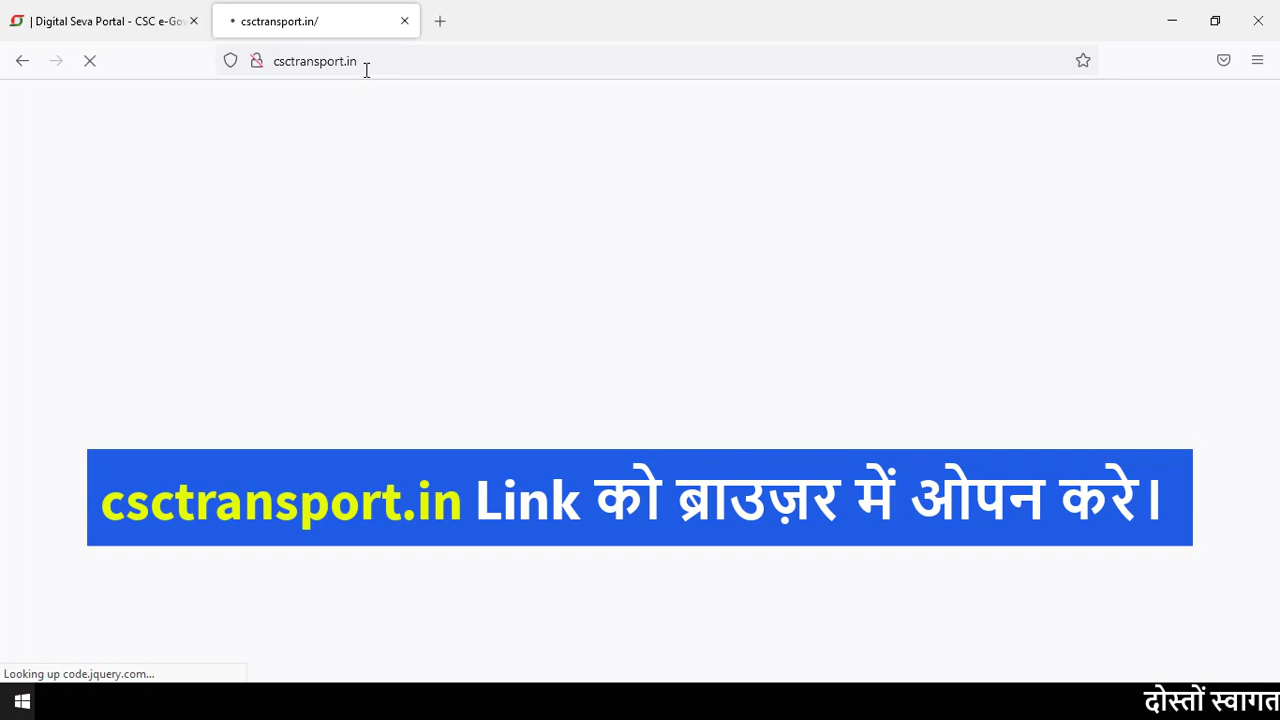 | Digital Seva Portal - CSC e-Gov
csctransport.in/
csctransport.in
csctransport.in Link को ब्राउज़र में ओपन करे।
Looking up code.jquery.com...
दोस्तों स्वागत